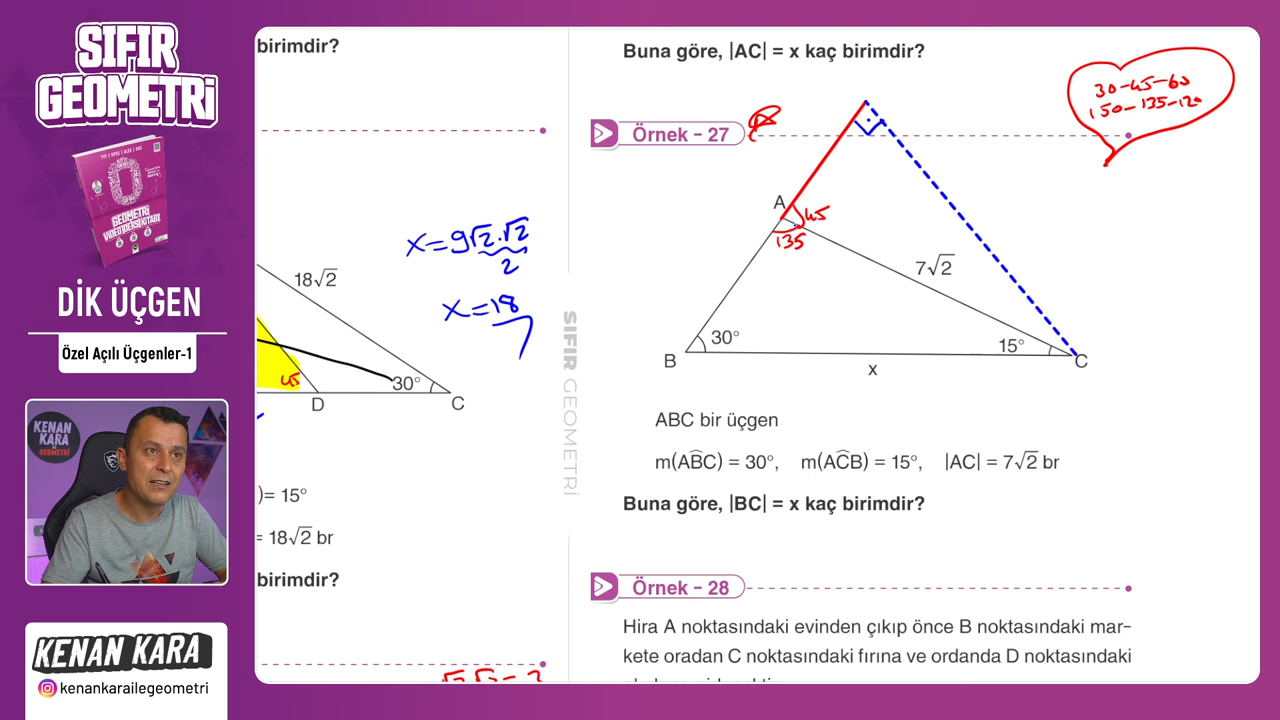 SIFIR
GEOMETRİ
GEOMETRİ
VİDEO DERS KİTABI
DİK ÜÇGEN
Özel Açılı Üçgenler-1
KENAN KARA
GEOMETRİ
KENAN KARA
kenankarailegeometri
birimdir?
18√2
x=9√2.√2
2
x=18
45
30°
D
C
)= 15°
= 18√2 br
birimdir?
√2 √2 = 2
SIFIR GEOMETRİ
Buna göre, |AC| = x kaç birimdir?
30-45-60
150-135-120
Örnek - 27
A
45
135
7√2
30°
15°
B
C
x
ABC bir üçgen
m(ABC) = 30°, m(ACB) = 15°, |AC| = 7√2 br
Buna göre, |BC| = x kaç birimdir?
Örnek - 28
Hira A noktasındaki evinden çıkıp önce B noktasındaki mar-
kete oradan C noktasındaki fırına ve ordanda D noktasındaki